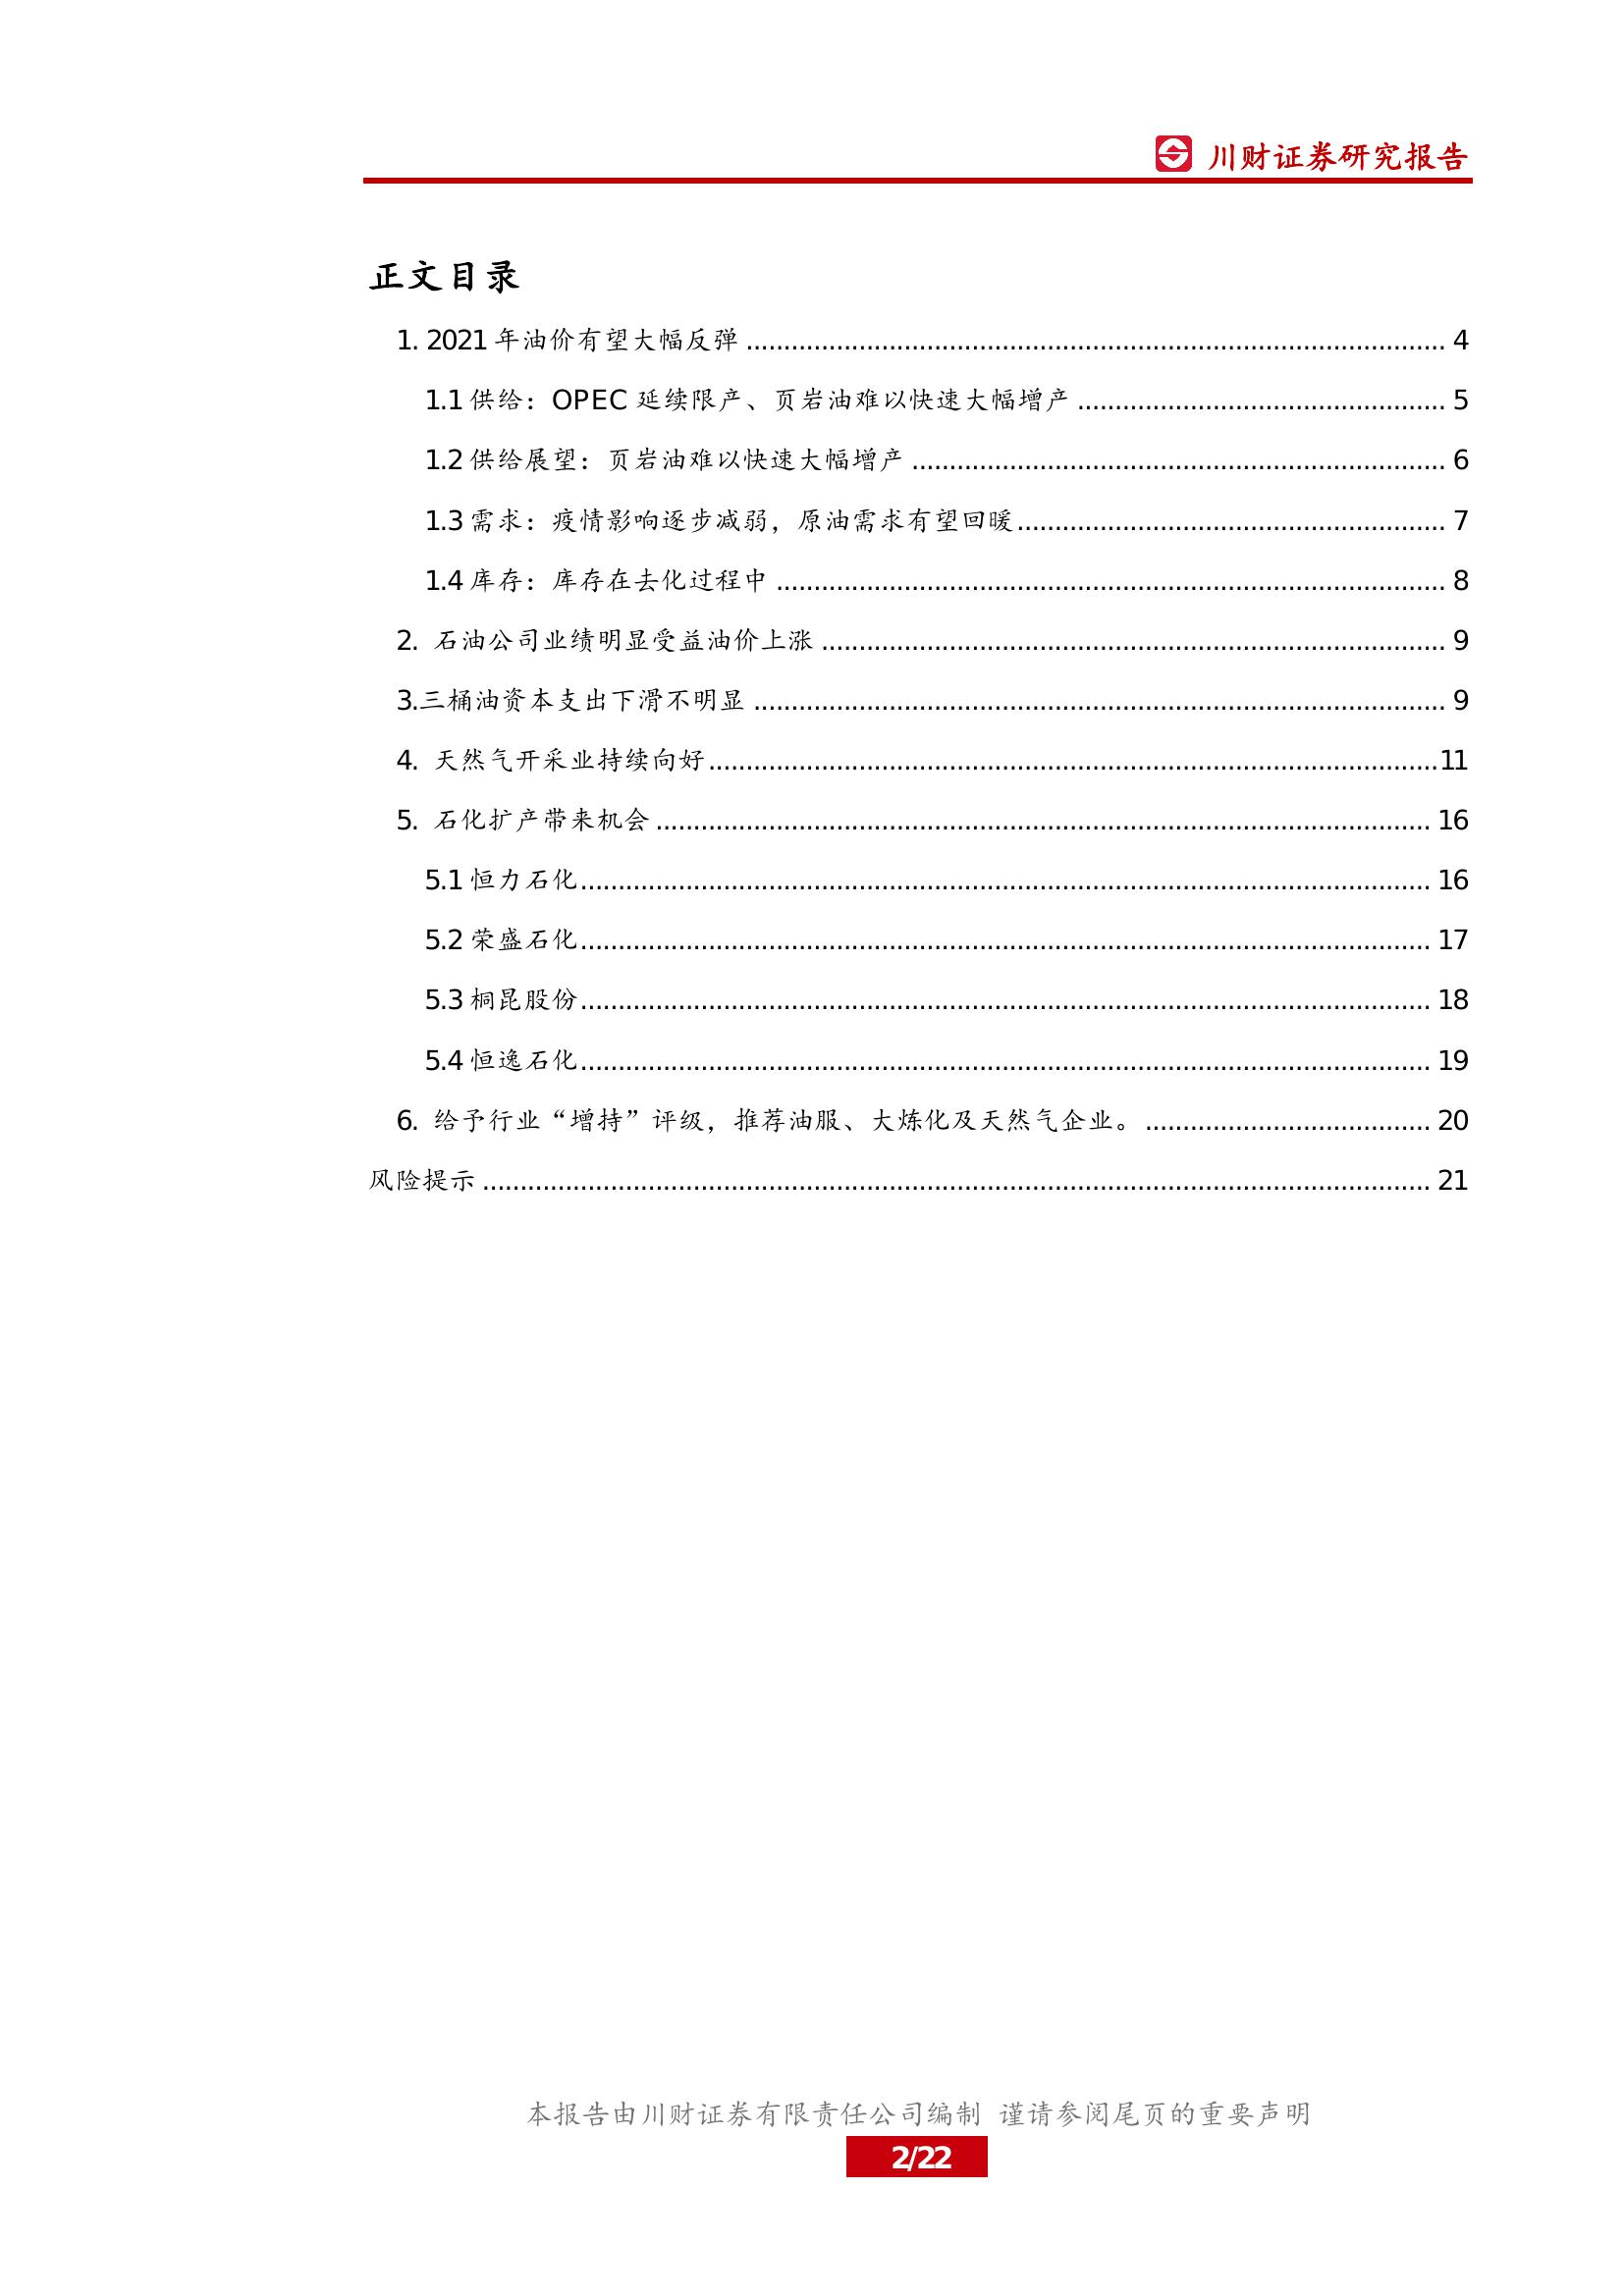 川财证券研究报告
正文目录
1. 2021 年油价有望大幅反弹 ........................................................................................ 4
1.1 供给：OPEC 延续限产、页岩油难以快速大幅增产 .............................................. 5
1.2 供给展望：页岩油难以快速大幅增产 .................................................................... 6
1.3 需求：疫情影响逐步减弱，原油需求有望回暖...................................................... 7
1.4 库存：库存在去化过程中 ..................................................................................... 8
2. 石油公司业绩明显受益油价上涨 ............................................................................... 9
3.三桶油资本支出下滑不明显 ........................................................................................ 9
4. 天然气开采业持续向好.............................................................................................11
5. 石化扩产带来机会 .................................................................................................. 16
5.1 恒力石化............................................................................................................ 16
5.2 荣盛石化............................................................................................................ 17
5.3 桐昆股份............................................................................................................ 18
5.4 恒逸石化............................................................................................................ 19
6. 给予行业“增持”评级，推荐油服、大炼化及天然气企业。 ..................................... 20
风险提示 ......................................................................................................................... 21
本报告由川财证券有限责任公司编制 谨请参阅尾页的重要声明
2/22